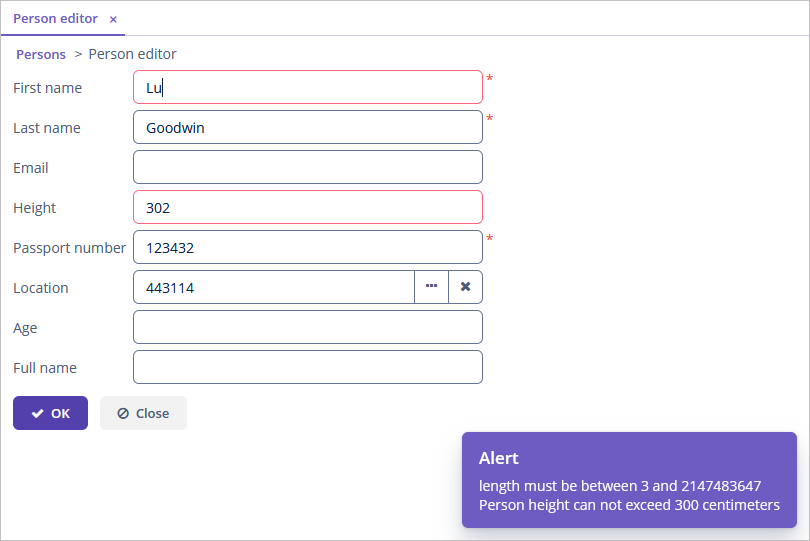 Person editor ×
Persons > Person editor
First name Lu *
Last name Goodwin *
Email
Height 302
Passport number 123432 *
Location 443114
Age
Full name
OK Close
Alert
length must be between 3 and 2147483647
Person height can not exceed 300 centimeters